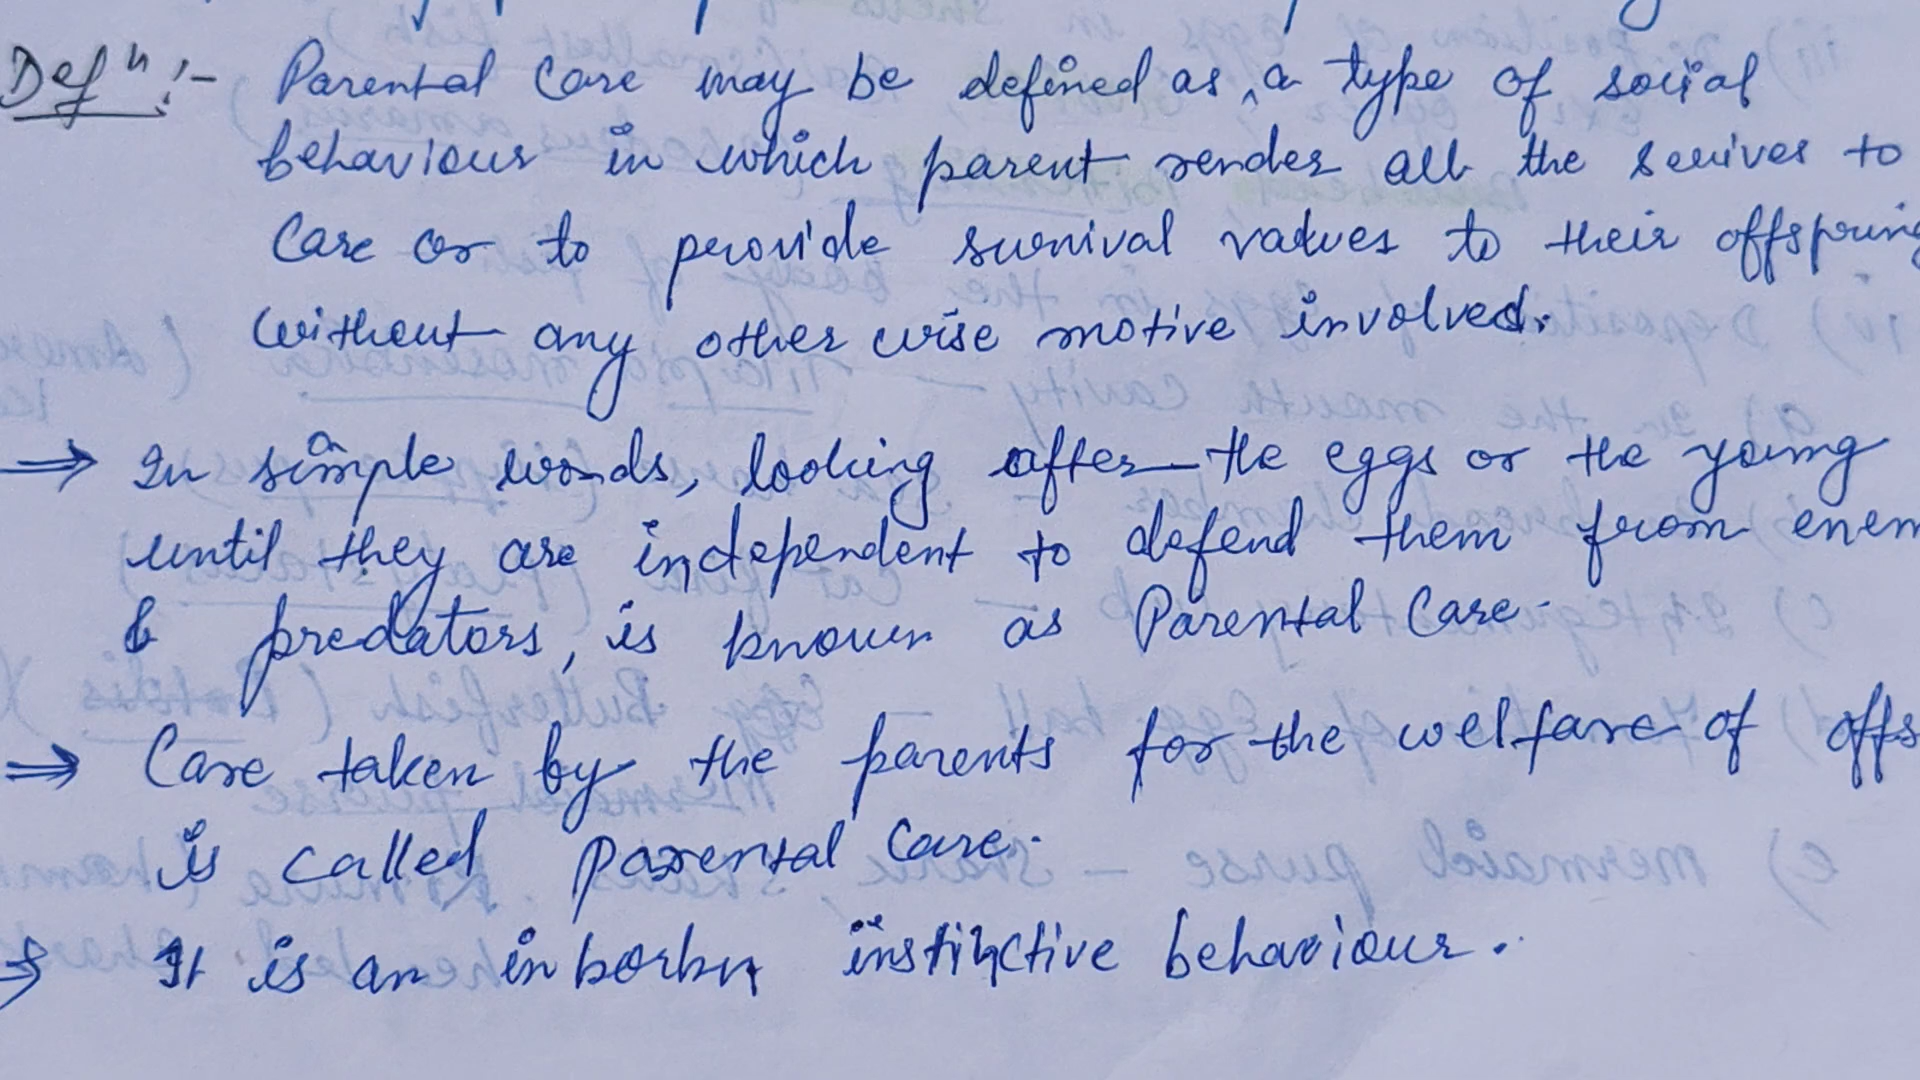 Defn :- Parental Care may be defined as a type of social
behaviour in which parent render all the serives to
Care or to provide survival values to their offspring
without any other wise motive involved.
⇒ In simple words, looking after the eggs or the young
until they are independent to defend them from enem
& predators, is known as Parental Care.
⇒ Care taken by the parents for the welfare of offs
is called Parental Care.
⇒ It is an inborn instinctive behaviour.